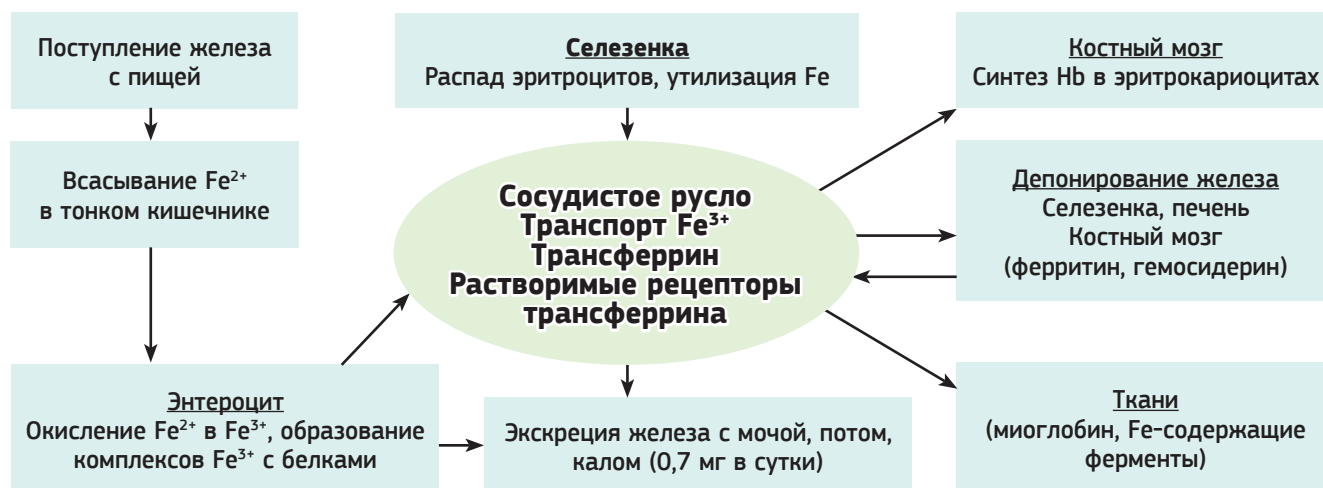 Поступление железа
с пищей
Селезенка
Распад эритроцитов, утилизация Fe
Костный мозг
Синтез Hb в эритрокариоцитах
Всасывание Fe²⁺
в тонком кишечнике
Сосудистое русло
Транспорт Fe³⁺
Трансферрин
Растворимые рецепторы
трансферрина
Депонирование железа
Селезенка, печень
Костный мозг
(ферритин, гемосидерин)
Энтероцит
Окисление Fe²⁺ в Fe³⁺, образование
комплексов Fe³⁺ с белками
Экскреция железа с мочой, потом,
калом (0,7 мг в сутки)
Ткани
(миоглобин, Fe-содержащие
ферменты)